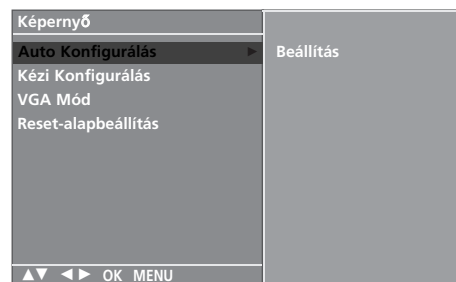 Képernyő
Auto Konfigurálás ►
Beállítás
Kézi Konfigurálás
VGA Mód
Reset-alapbeállítás
▲▼ ◄► OK MENU